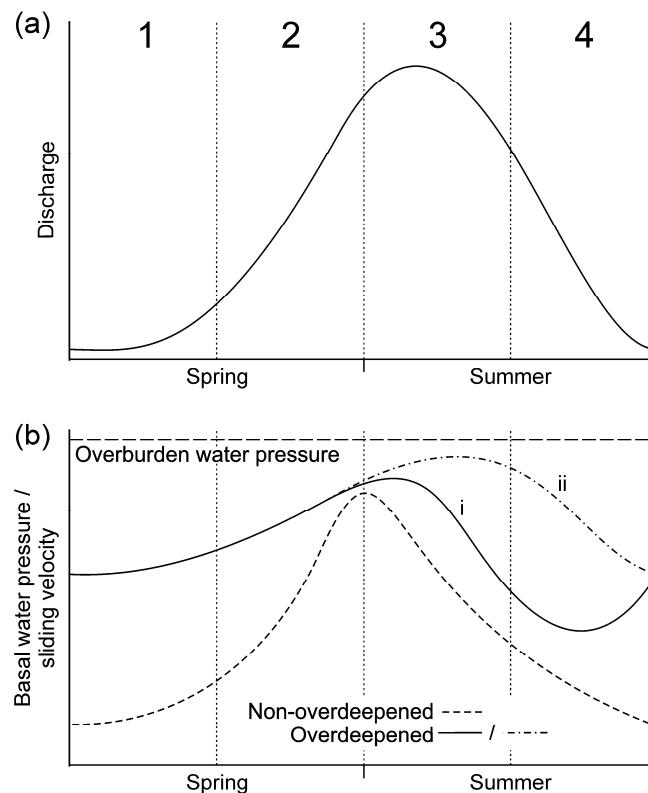 (a)
1 2 3 4
Discharge
Spring Summer
(b)
Overburden water pressure
Basal water pressure /
sliding velocity
i
ii
Non-overdeepened
Overdeepened /
Spring Summer